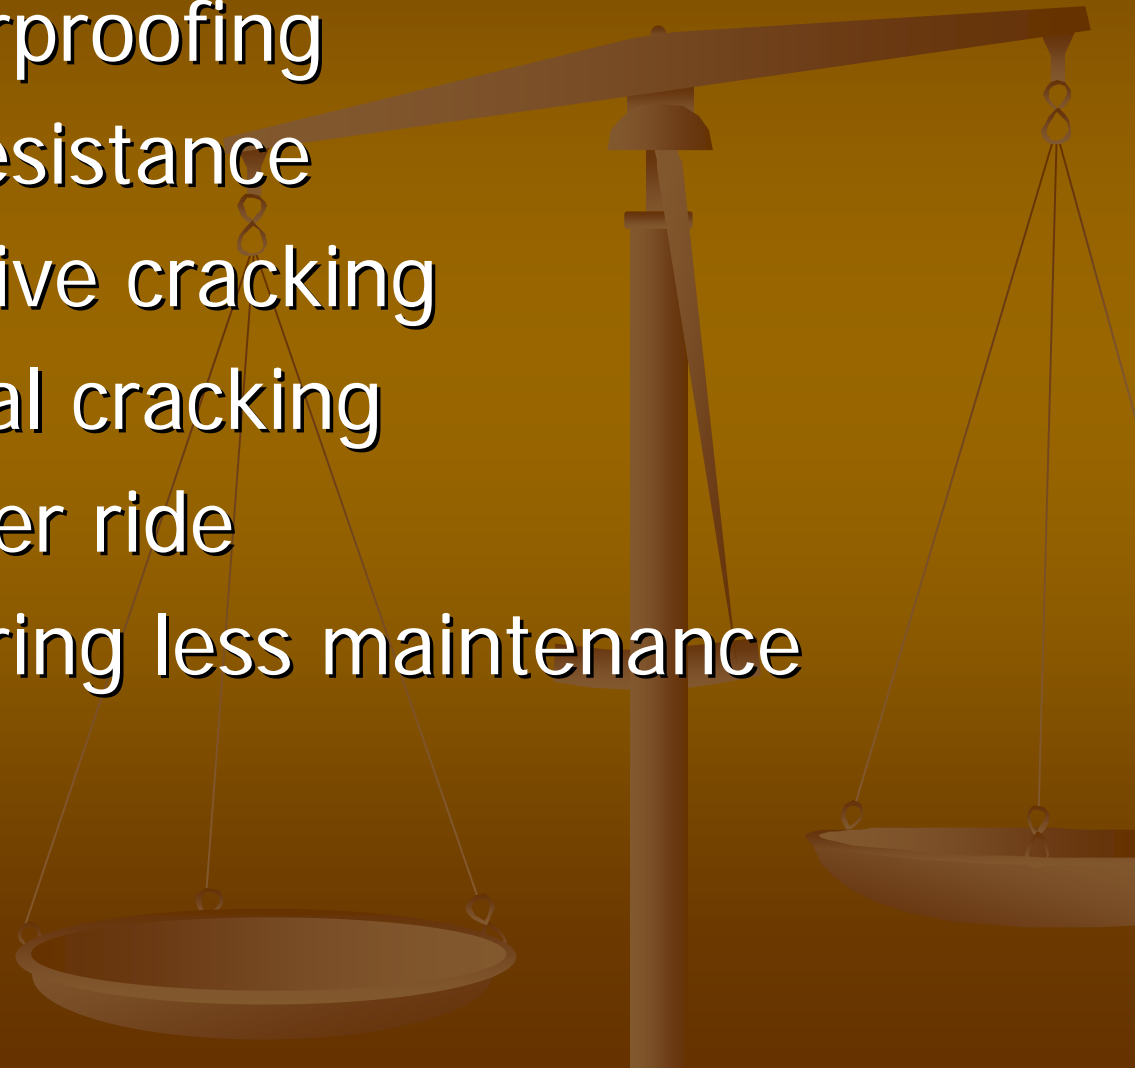 rproofing
esistance
ive cracking
al cracking
er ride
ring less maintenance